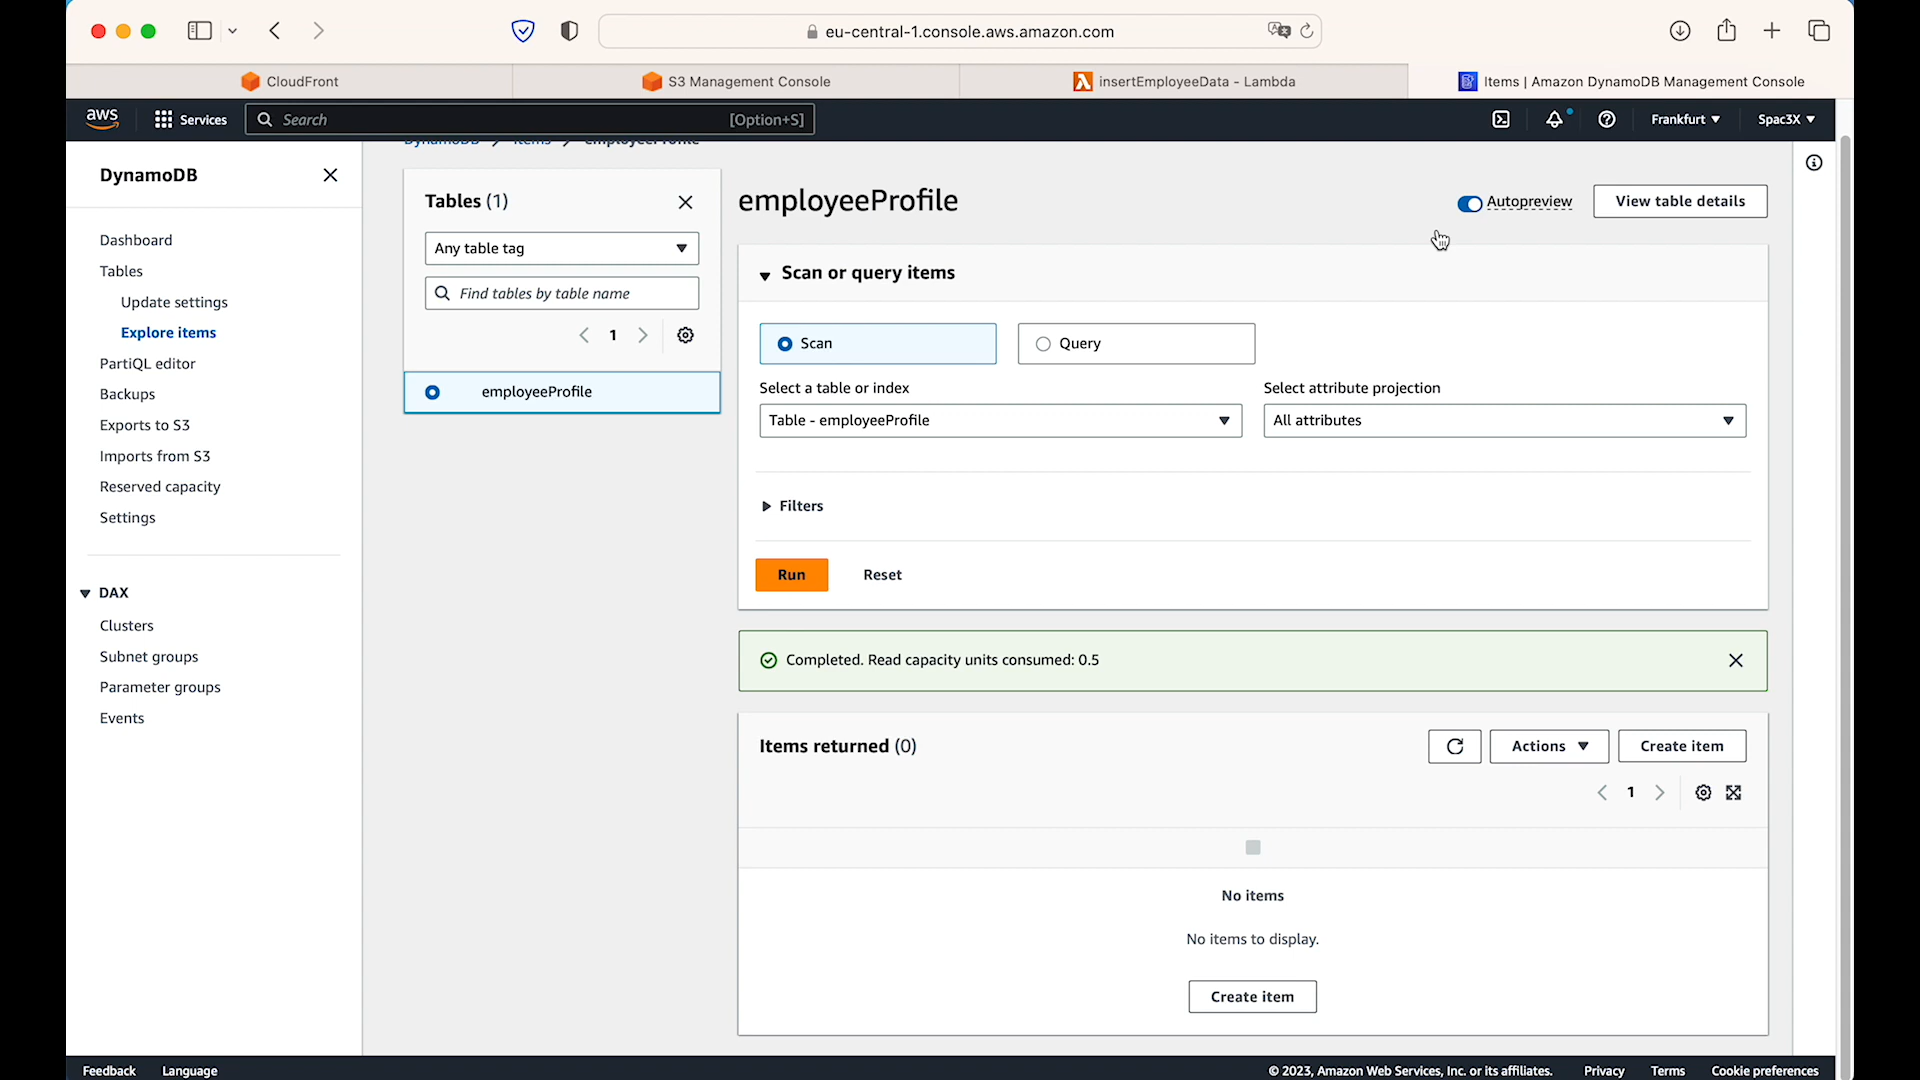 eu-central-1.console.aws.amazon.com
CloudFront
S3 Management Console
insertEmployeeData - Lambda
Items | Amazon DynamoDB Management Console
aws
Services
Search
[Option+S]
Frankfurt
Spac3X
DynamoDB
Dashboard
Tables
Update settings
Explore items
PartiQL editor
Backups
Exports to S3
Imports from S3
Reserved capacity
Settings
DAX
Clusters
Subnet groups
Parameter groups
Events
DynamoDB Items employeeProfile
Tables (1)
Any table tag
Find tables by table name
1
employeeProfile
employeeProfile
Autopreview
View table details
Scan or query items
Scan
Query
Select a table or index
Select attribute projection
Table - employeeProfile
All attributes
Filters
Run
Reset
Completed. Read capacity units consumed: 0.5
Items returned (0)
Actions
Create item
1
No items
No items to display.
Create item
Feedback
Language
© 2023, Amazon Web Services, Inc. or its affiliates.
Privacy
Terms
Cookie preferences